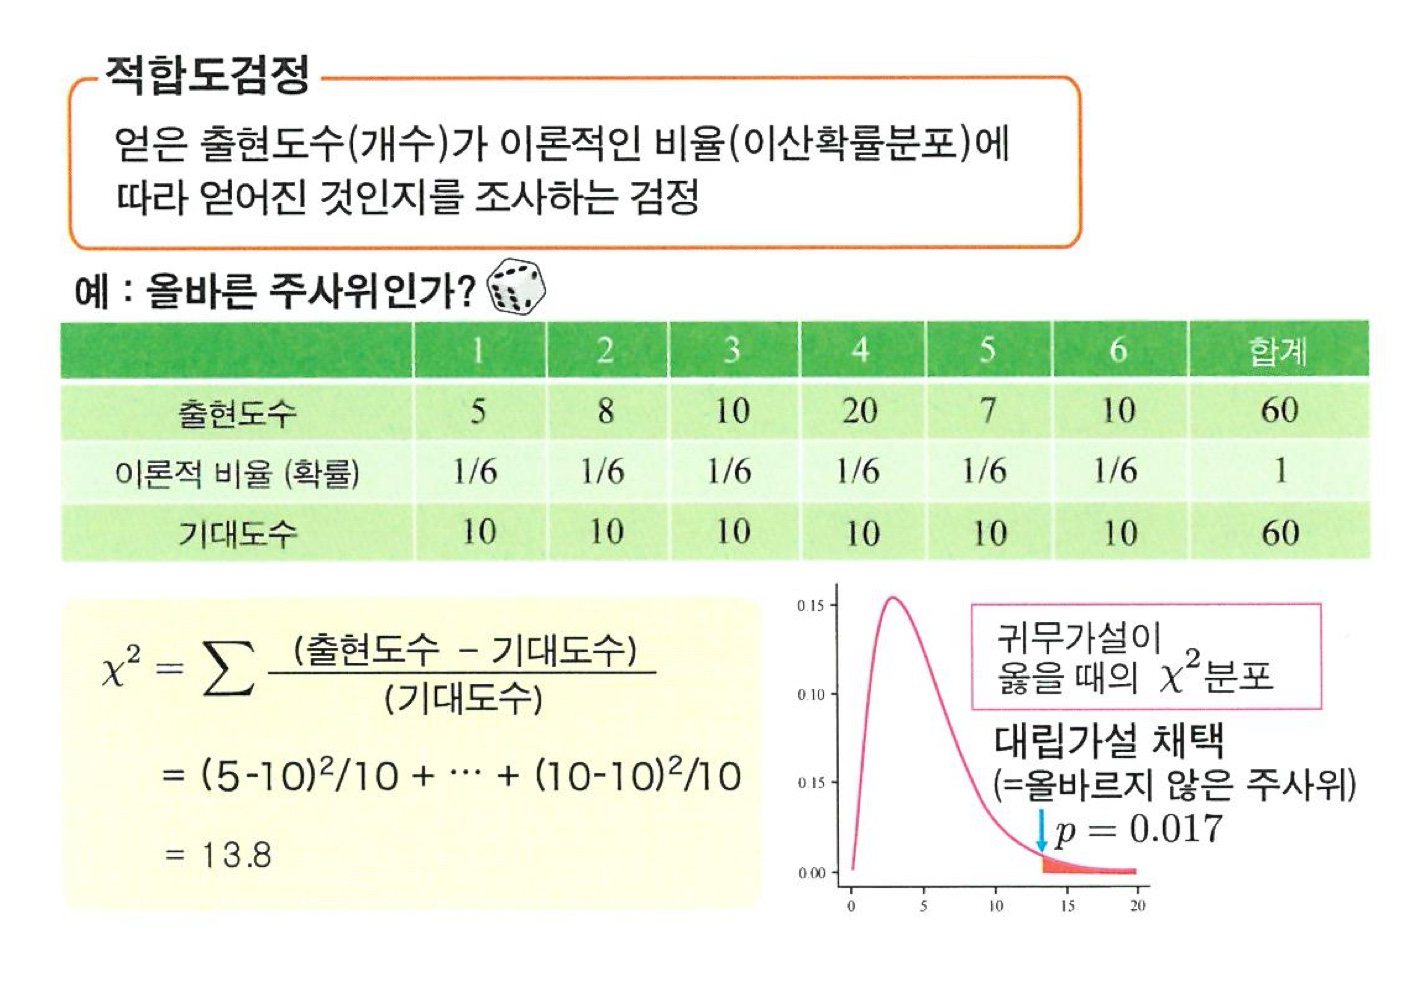 적합도검정
얻은 출현도수(개수)가 이론적인 비율(이산확률분포)에
따라 얻어진 것인지를 조사하는 검정
예 : 올바른 주사위인가?
1 2 3 4 5 6 합계
출현도수 5 8 10 20 7 10 60
이론적 비율 (확률) 1/6 1/6 1/6 1/6 1/6 1/6 1
기대도수 10 10 10 10 10 10 60
χ² = ∑ (출현도수 − 기대도수)
(기대도수)
= (5-10)²/10 + ⋯ + (10-10)²/10
= 13.8
0.15
0.10
0.15
0.00
0 5 10 15 20
귀무가설이
옳을 때의 χ²분포
대립가설 채택
(=올바르지 않은 주사위)
p = 0.017